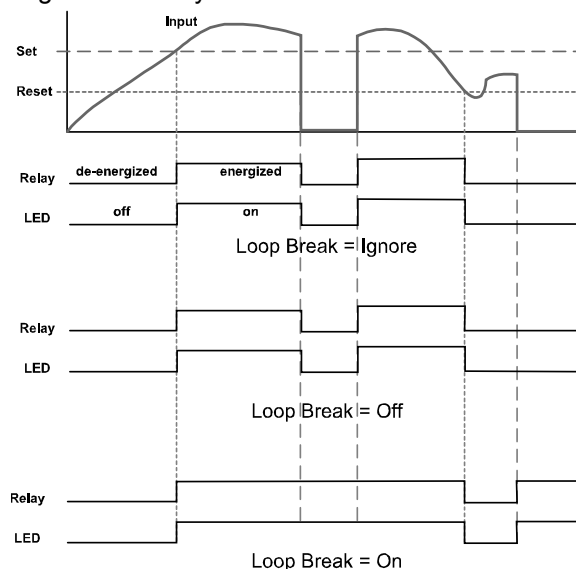 Input
Set
Reset
Relay de-energized energized
LED off on
Loop Break = Ignore
Relay
LED
Loop Break = Off
Relay
LED
Loop Break = On